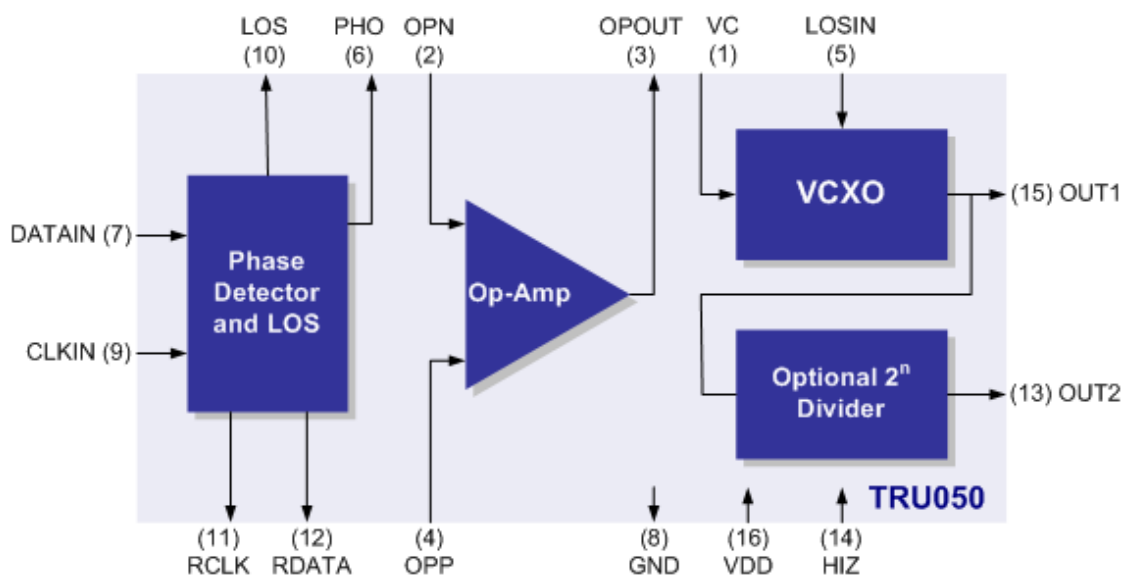 LOS PHO OPN OPOUT VC LOSIN
(10) (6) (2) (3) (1) (5)
VCXO
(15) OUT1
DATAIN (7)
Phase
Detector
and LOS
Op-Amp
CLKIN (9)
Optional 2ⁿ
Divider
(13) OUT2
TRU050
(11) (12) (4) (8) (16) (14)
RCLK RDATA OPP GND VDD HIZ